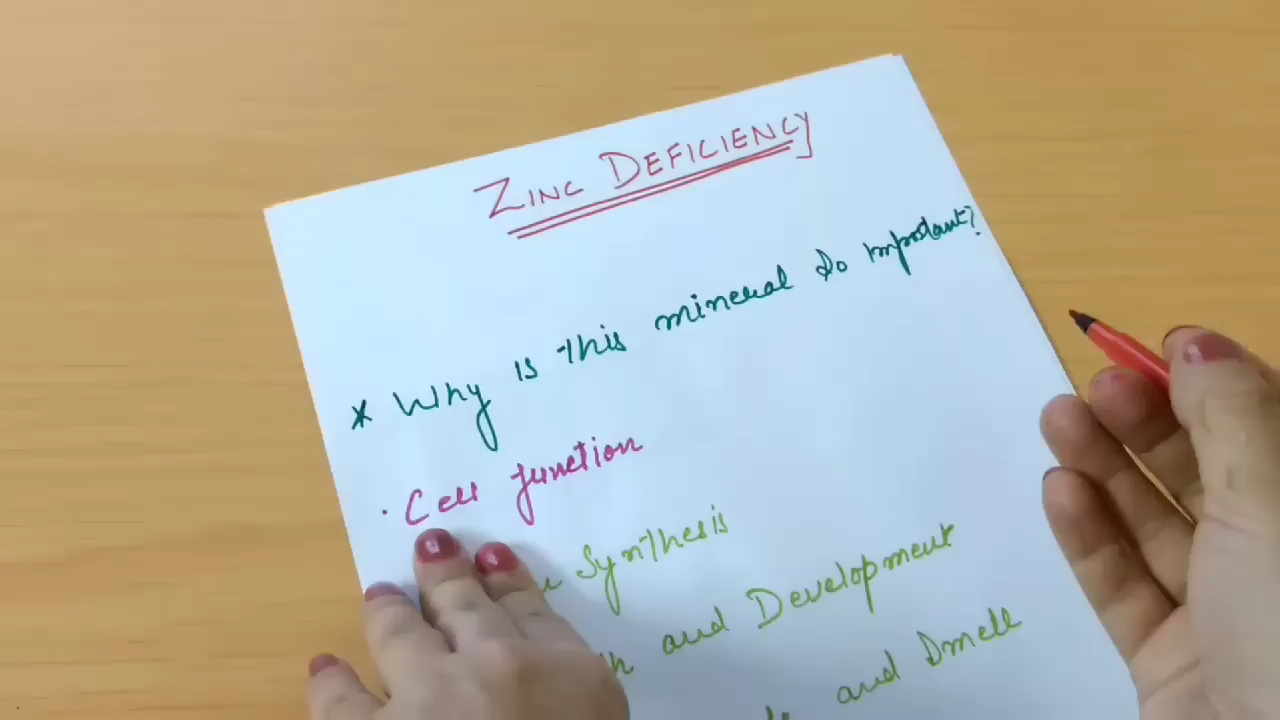 ZINC DEFICIENCY
* Why is this mineral So Important?
· Cell function
Synthesis
and Development
and Smell